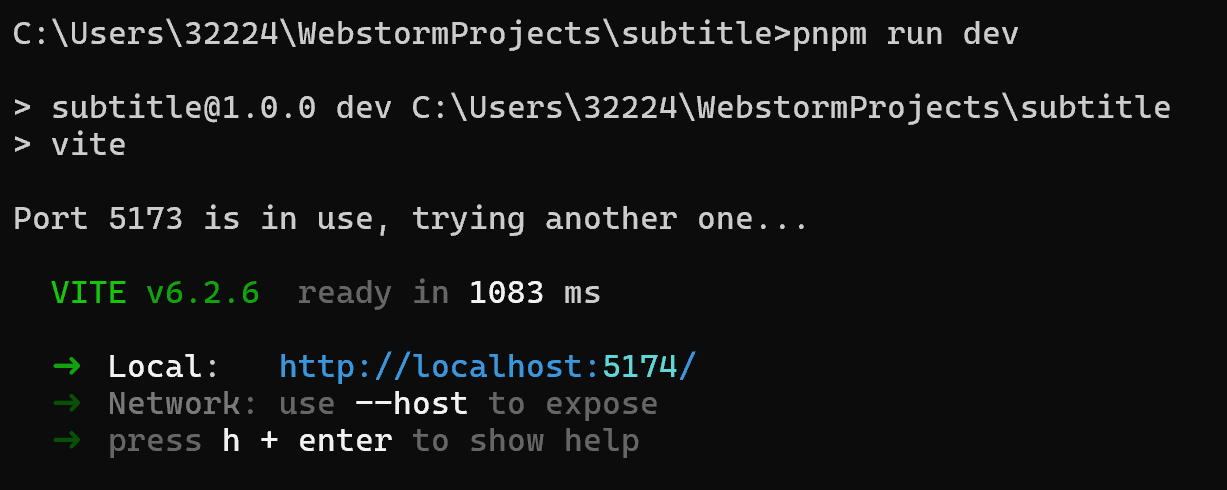 C:\Users\32224\WebstormProjects\subtitle>pnpm run dev
> subtitle@1.0.0 dev C:\Users\32224\WebstormProjects\subtitle
> vite
Port 5173 is in use, trying another one...
VITE v6.2.6  ready in 1083 ms
➜  Local:   http://localhost:5174/
➜  Network: use --host to expose
➜  press h + enter to show help